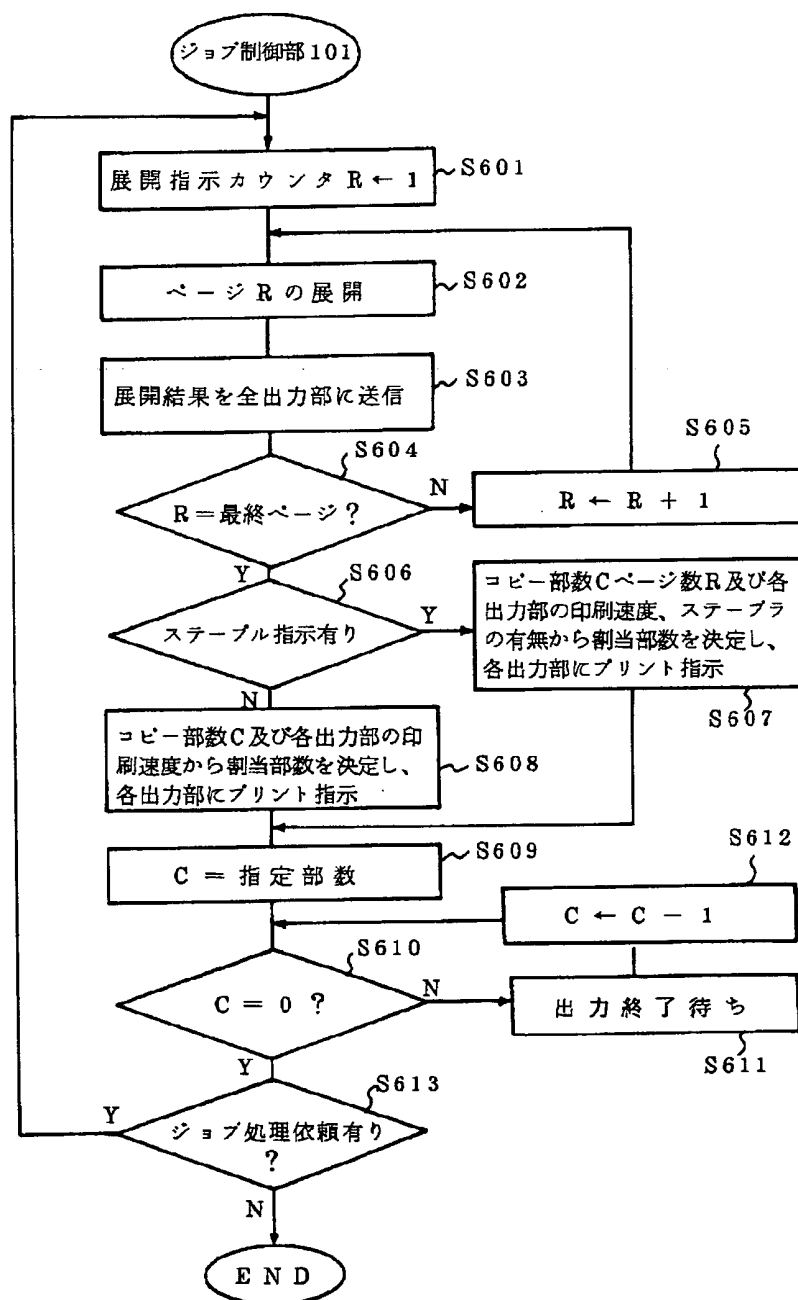 ジョブ制御部101
展開指示カウンタR←1
S601
ページRの展開
S602
展開結果を全出力部に送信
S603
S604
R=最終ページ?
N
Y
S605
R←R+1
S606
ステープル指示有り
Y
N
コピー部数Cページ数R及び各
出力部の印刷速度、ステープラ
の有無から割当部数を決定し、
各出力部にプリント指示
S607
コピー部数C及び各出力部の印
刷速度から割当部数を決定し、
各出力部にプリント指示
S608
C=指定部数
S609
S610
C=0?
N
Y
出力終了待ち
S611
C←C-1
S612
S613
ジョブ処理依頼有り
?
Y
N
END